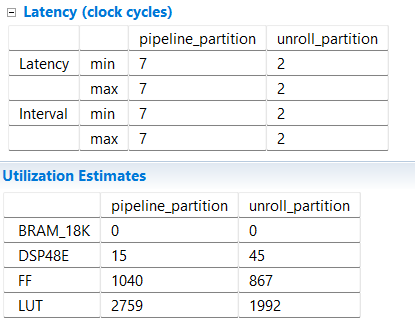 Latency (clock cycles)
pipeline_partition unroll_partition
Latency min 7 2
max 7 2
Interval min 7 2
max 7 2
Utilization Estimates
pipeline_partition unroll_partition
BRAM_18K 0 0
DSP48E 15 45
FF 1040 867
LUT 2759 1992